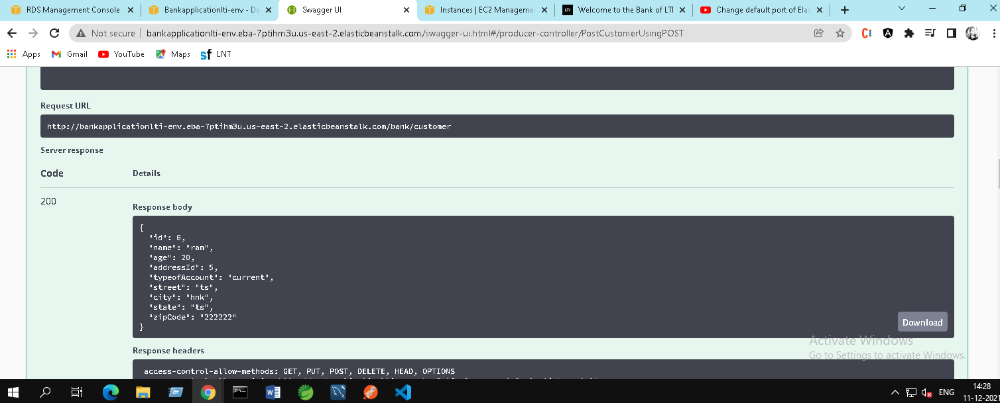 RDS Management Console
Bankapplicationlti-env - Da
Swagger UI
Instances | EC2 Manageme
LTI
Welcome to the Bank of LTI
Change default port of Elas
Not secure
bankapplicationlti-env.eba-7ptihm3u.us-east-2.elasticbeanstalk.com/swagger-ui.html#/producer-controller/PostCustomerUsingPOST
Apps
Gmail
YouTube
Maps
sf LNT
Request URL
http://bankapplicationlti-env.eba-7ptihm3u.us-east-2.elasticbeanstalk.com/bank/customer
Server response
Code
Details
200
Response body
{
"id": 6,
"name": "ram",
"age": 20,
"addressId": 5,
"typeofAccount": "current",
"street": "ts",
"city": "hnk",
"state": "ts",
"zipCode": "222222"
}
Download
Activate Windows
Go to Settings to activate Windows.
Response headers
access-control-allow-methods: GET, PUT, POST, DELETE, HEAD, OPTIONS
ENG
14:28
11-12-2021